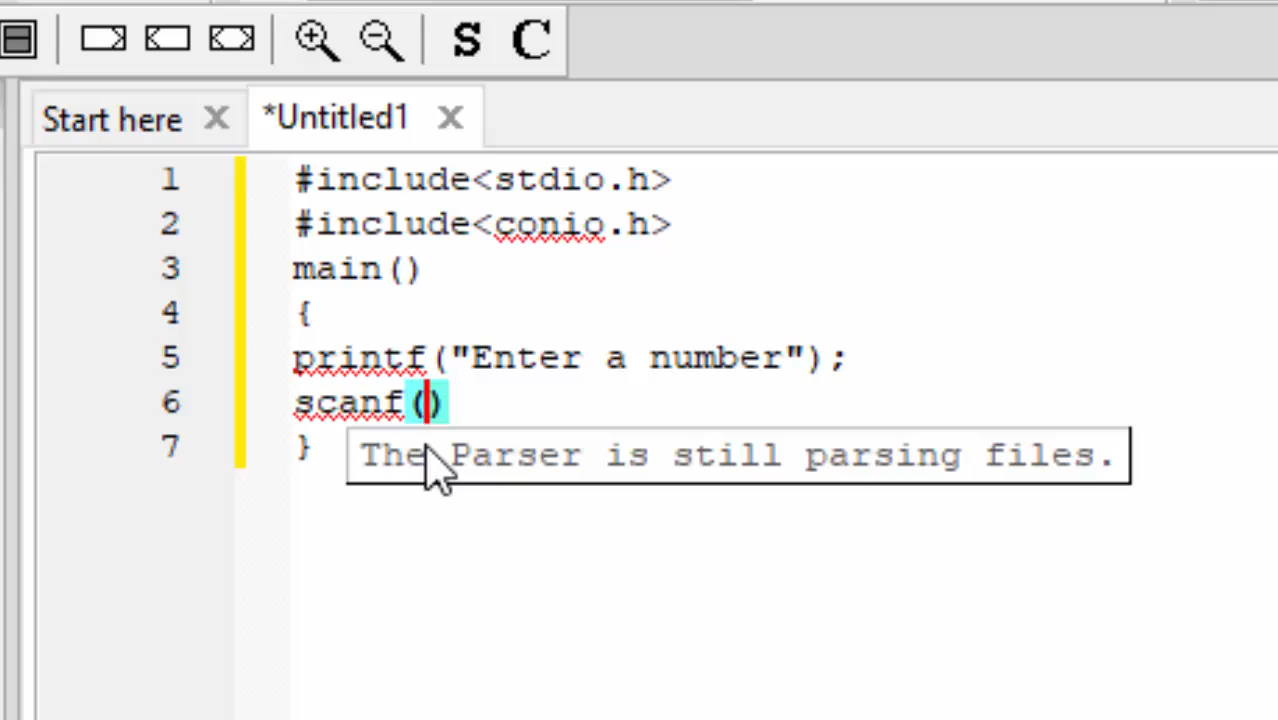 S C
Start here *Untitled1
1 #include<stdio.h>
2 #include<conio.h>
3 main()
4 {
5 printf("Enter a number");
6 scanf()
7 }
The Parser is still parsing files.